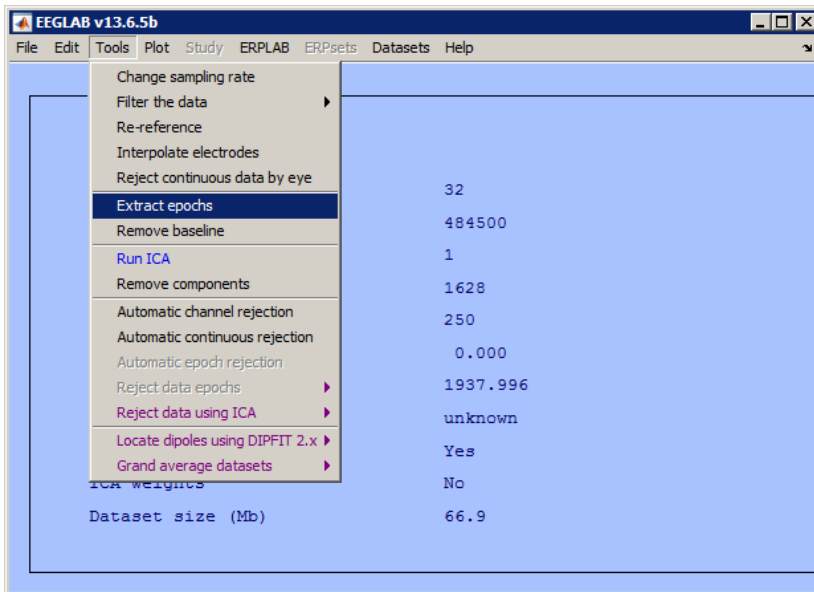 EEGLAB v13.6.5b
File Edit Tools Plot Study ERPLAB ERPsets Datasets Help
Change sampling rate
Filter the data
Re-reference
Interpolate electrodes
Reject continuous data by eye
Extract epochs
Remove baseline
Run ICA
Remove components
Automatic channel rejection
Automatic continuous rejection
Automatic epoch rejection
Reject data epochs
Reject data using ICA
Locate dipoles using DIPFIT 2.x
Grand average datasets
32
484500
1
1628
250
0.000
1937.996
unknown
Yes
ICA weights No
Dataset size (Mb) 66.9